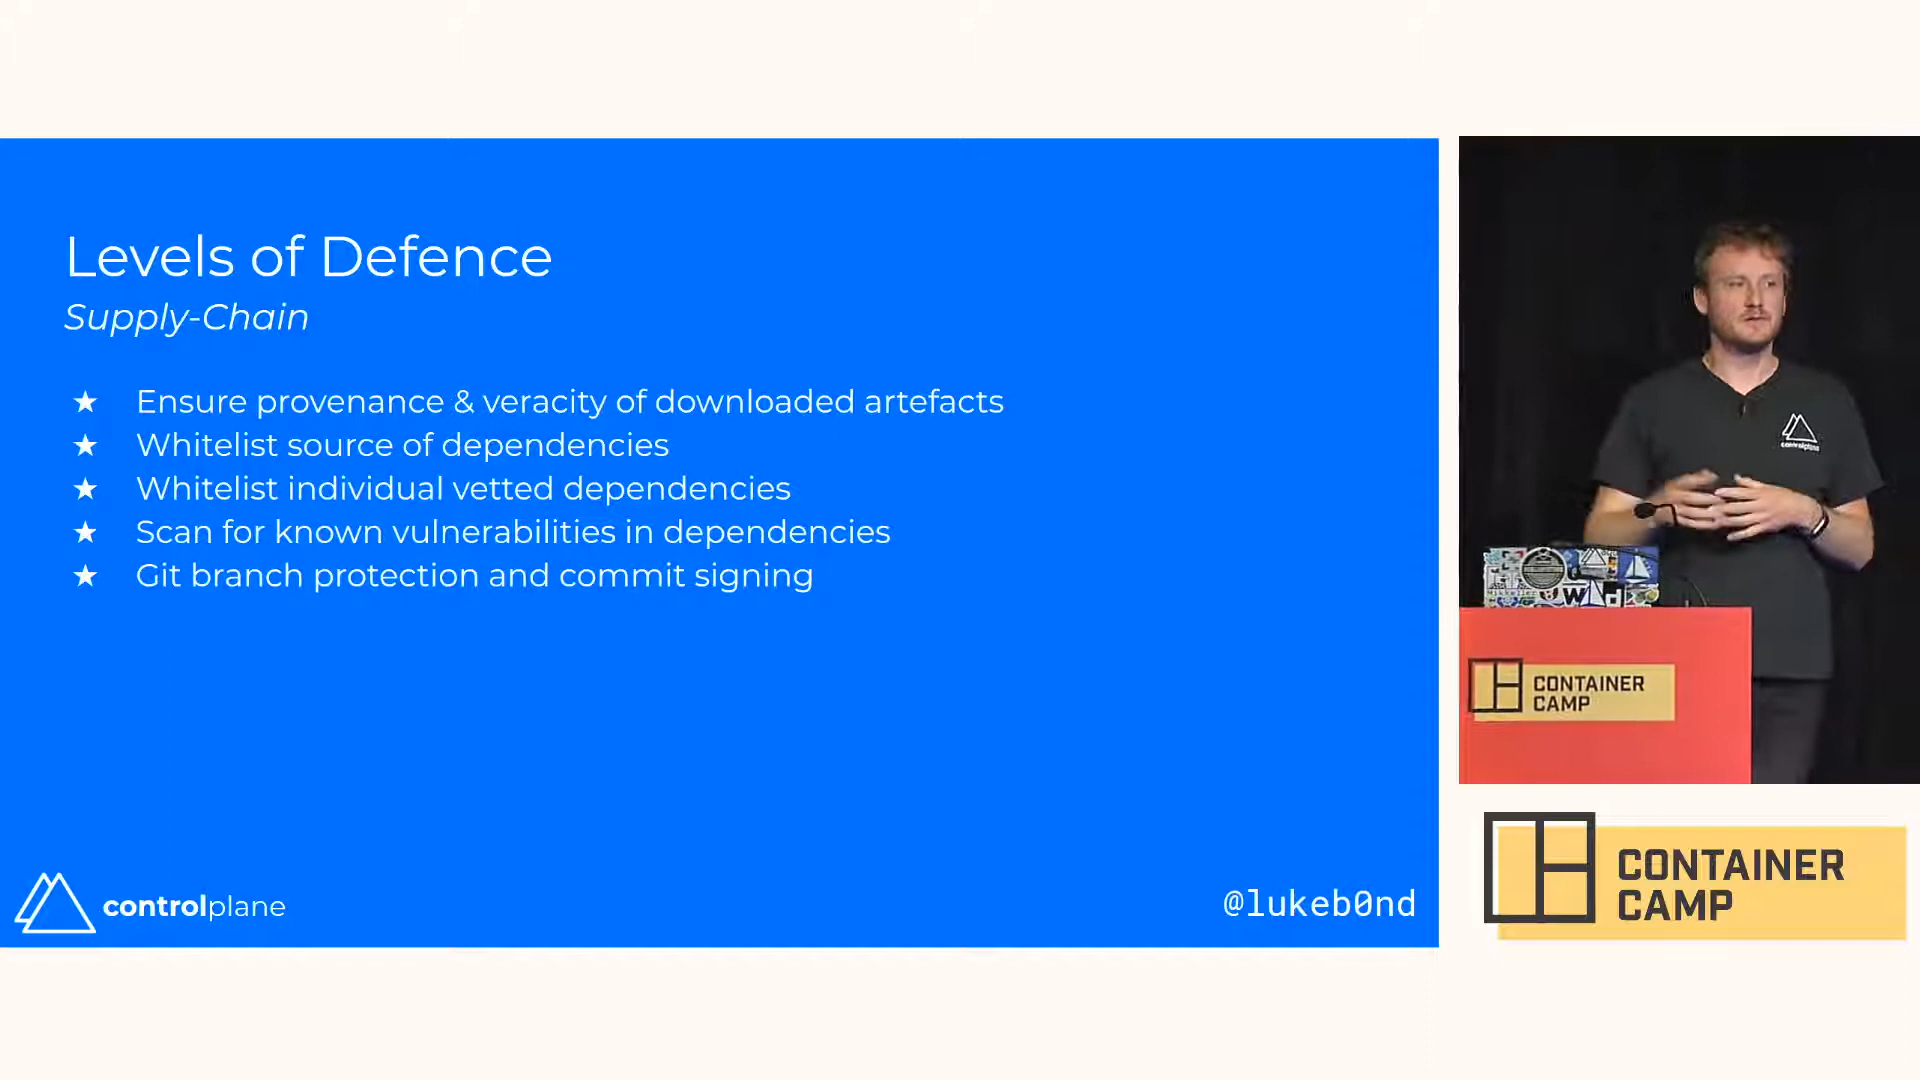 Levels of Defence
Supply-Chain
★ Ensure provenance & veracity of downloaded artefacts
★ Whitelist source of dependencies
★ Whitelist individual vetted dependencies
★ Scan for known vulnerabilities in dependencies
★ Git branch protection and commit signing
controlplane
@lukeb0nd
controlplane
CONTAINER
CAMP
CONTAINER
CAMP